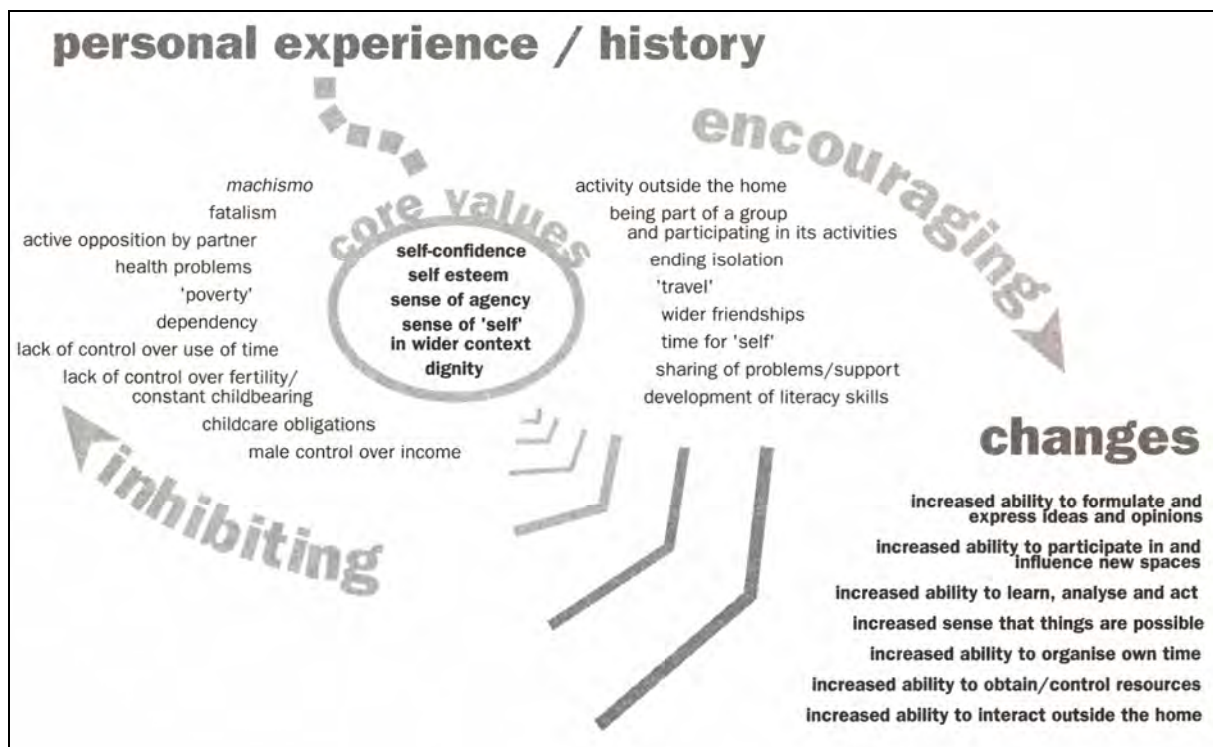 personal experience / history
encouraging
machismo
fatalism
active opposition by partner
health problems
'poverty'
dependency
lack of control over use of time
lack of control over fertility/
constant childbearing
childcare obligations
male control over income
inhibiting
core values
self-confidence
self esteem
sense of agency
sense of 'self'
in wider context
dignity
activity outside the home
being part of a group
and participating in its activities
ending isolation
'travel'
wider friendships
time for 'self'
sharing of problems/support
development of literacy skills
changes
increased ability to formulate and
express ideas and opinions
increased ability to participate in and
influence new spaces
increased ability to learn, analyse and act
increased sense that things are possible
increased ability to organise own time
increased ability to obtain/control resources
increased ability to interact outside the home